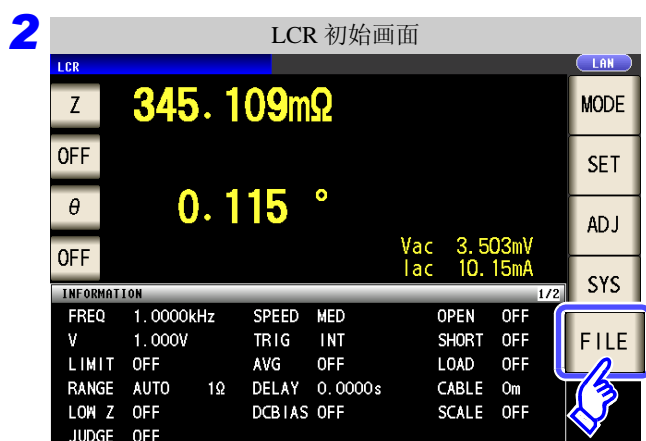 2
LCR 初始画面
LCR
LAN
Z 345.109mΩ
MODE
OFF
SET
θ 0.115 °
ADJ
OFF
Vac 3.503mV
Iac 10.15mA
SYS
INFORMATION 1/2
FREQ 1.0000kHz SPEED MED OPEN OFF
V 1.000V TRIG INT SHORT OFF
FILE
LIMIT OFF AVG OFF LOAD OFF
RANGE AUTO 1Ω DELAY 0.0000s CABLE 0m
LOW Z OFF DCBIAS OFF SCALE OFF
JUDGE OFF